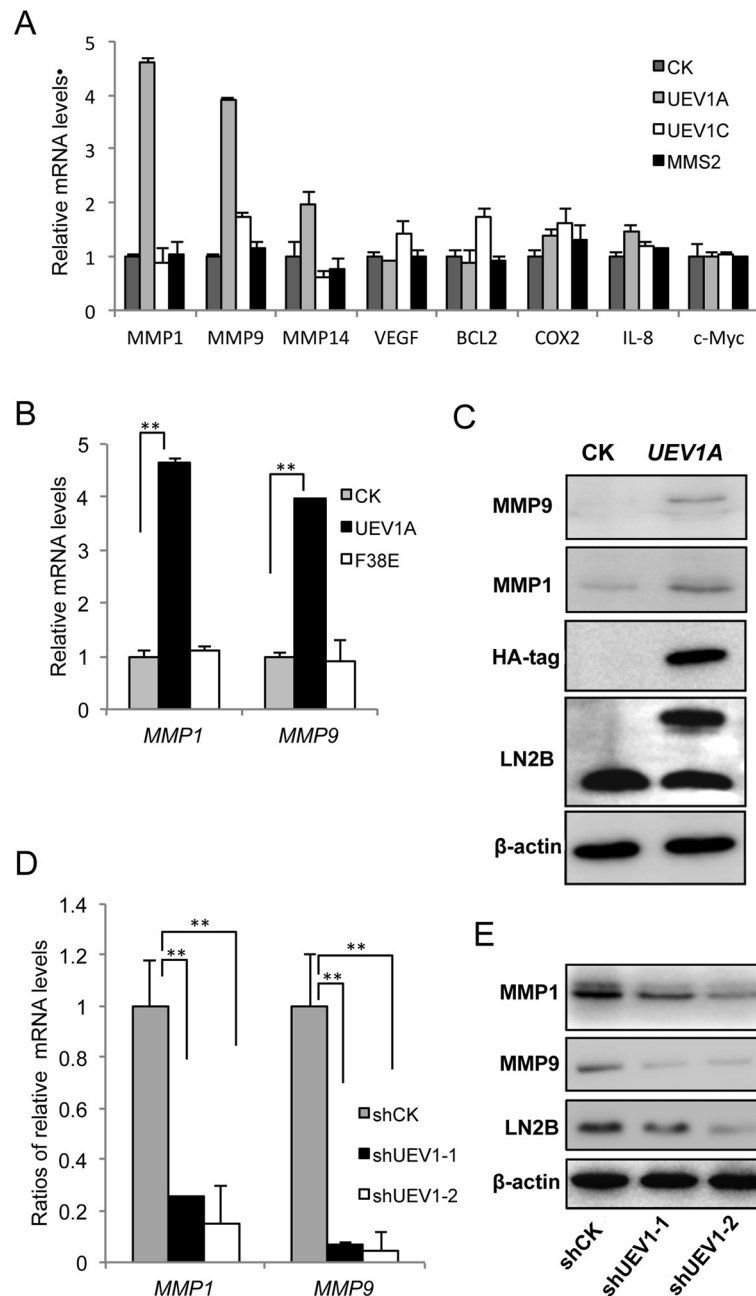 A
Relative mRNA levels•
5
4
3
2
1
0
CK
UEV1A
UEV1C
MMS2
MMP1 MMP9 MMP14 VEGF BCL2 COX2 IL-8 c-Myc
B
Relative mRNA levels
5
4
3
2
1
0
** **
CK
UEV1A
F38E
MMP1 MMP9
C
CK UEV1A
MMP9
MMP1
HA-tag
LN2B
β-actin
D
Ratios of relative mRNA levels
1.4
1.2
1
0.8
0.6
0.4
0.2
0
**
**
**
**
shCK
shUEV1-1
shUEV1-2
MMP1 MMP9
E
MMP1
MMP9
LN2B
β-actin
shCK shUEV1-1 shUEV1-2